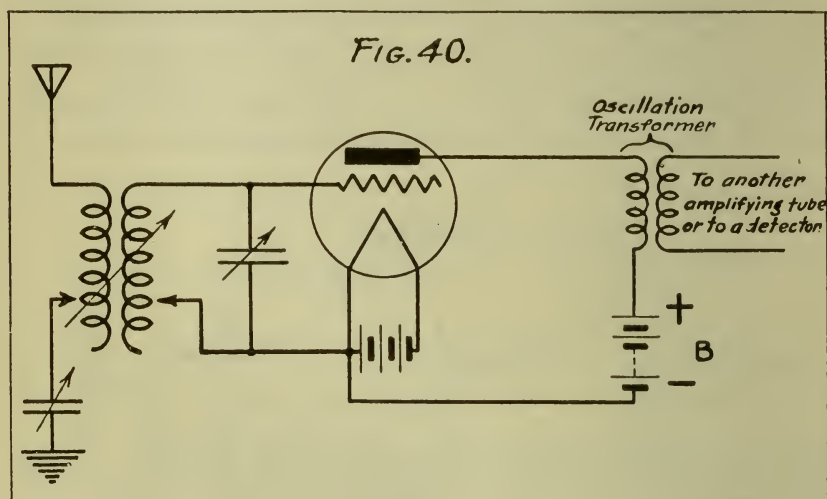 FIG. 40.
Oscillation
Transformer
To another
amplifying tube
or to a detector.
+
B
−